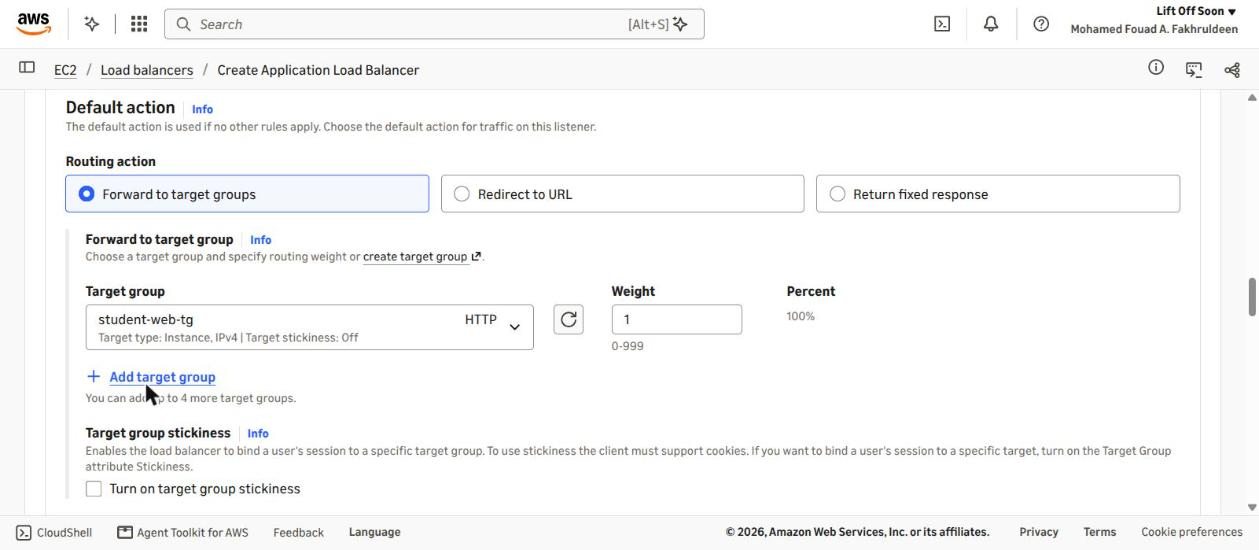 aws
Search [Alt+S]
Lift Off Soon
Mohamed Fouad A. Fakhruldeen
EC2 / Load balancers / Create Application Load Balancer
Default action Info
The default action is used if no other rules apply. Choose the default action for traffic on this listener.
Routing action
Forward to target groups Redirect to URL Return fixed response
Forward to target group Info
Choose a target group and specify routing weight or create target group .
Target group Weight Percent
student-web-tg HTTP 1 100%
Target type: Instance, IPv4 | Target stickiness: Off
0-999
+ Add target group
You can add up to 4 more target groups.
Target group stickiness Info
Enables the load balancer to bind a user's session to a specific target group. To use stickiness the client must support cookies. If you want to bind a user's session to a specific target, turn on the Target Group
attribute Stickiness.
Turn on target group stickiness
CloudShell Agent Toolkit for AWS Feedback Language © 2026, Amazon Web Services, Inc. or its affiliates. Privacy Terms Cookie preferences